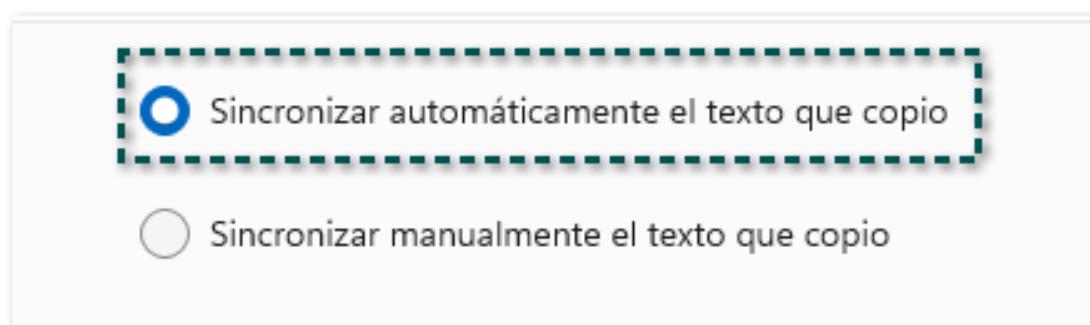 Sincronizar automáticamente el texto que copio
Sincronizar manualmente el texto que copio